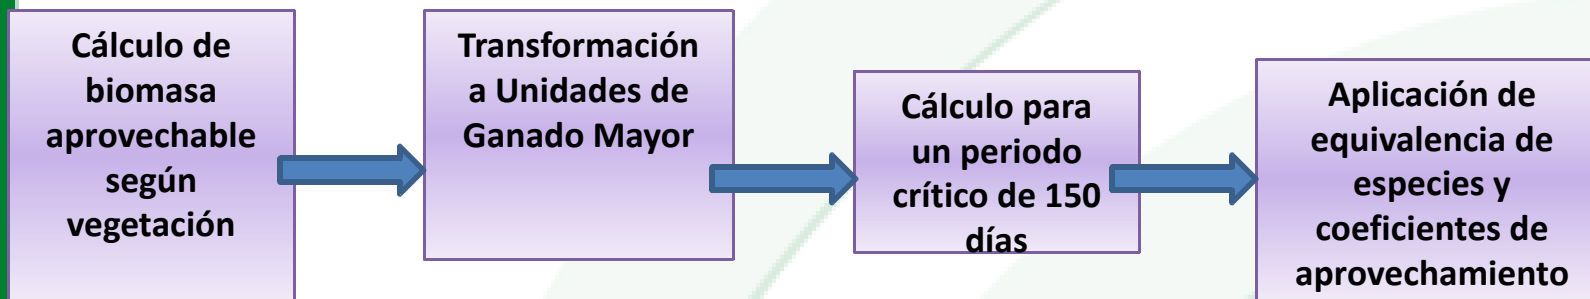 Cálculo de
biomasa
aprovechable
según
vegetación
Transformación
a Unidades de
Ganado Mayor
Cálculo para
un periodo
crítico de 150
días
Aplicación de
equivalencia de
especies y
coeficientes de
aprovechamiento